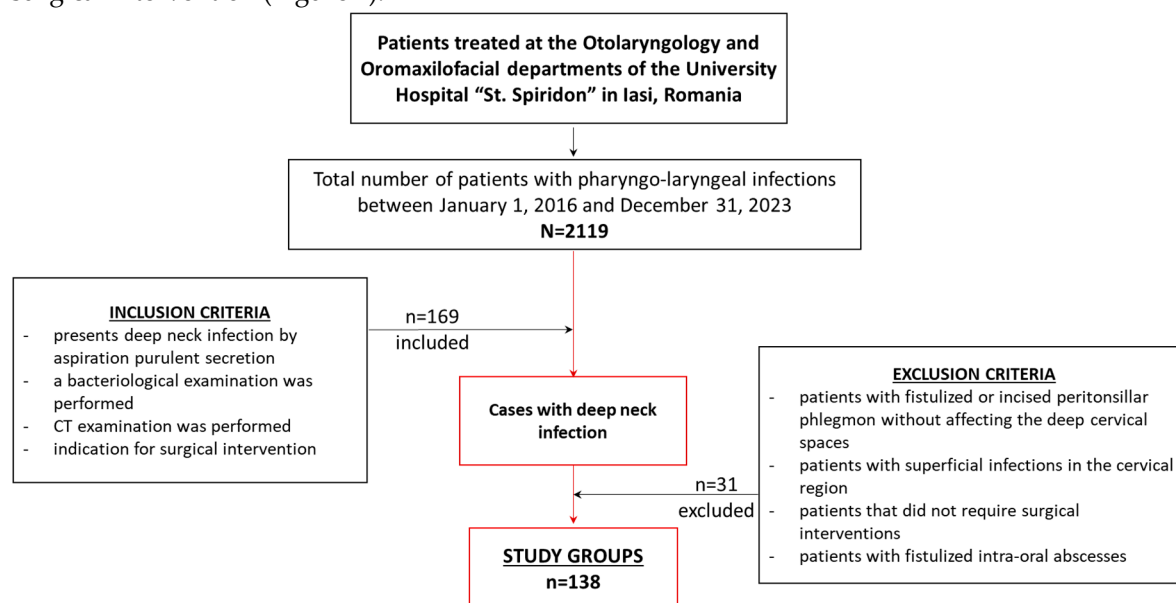 Patients treated at the Otolaryngology and
Oromaxilofacial departments of the University
Hospital “St. Spiridon” in Iasi, Romania
Total number of patients with pharyngo-laryngeal infections
between January 1, 2016 and December 31, 2023
N=2119
INCLUSION CRITERIA
- presents deep neck infection by
aspiration purulent secretion
- a bacteriological examination was
performed
- CT examination was performed
- indication for surgical intervention
n=169
included
Cases with deep neck
infection
EXCLUSION CRITERIA
- patients with fistulized or incised peritonsillar
phlegmon without affecting the deep cervical
spaces
- patients with superficial infections in the cervical
region
- patients that did not require surgical
interventions
- patients with fistulized intra-oral abscesses
n=31
excluded
STUDY GROUPS
n=138